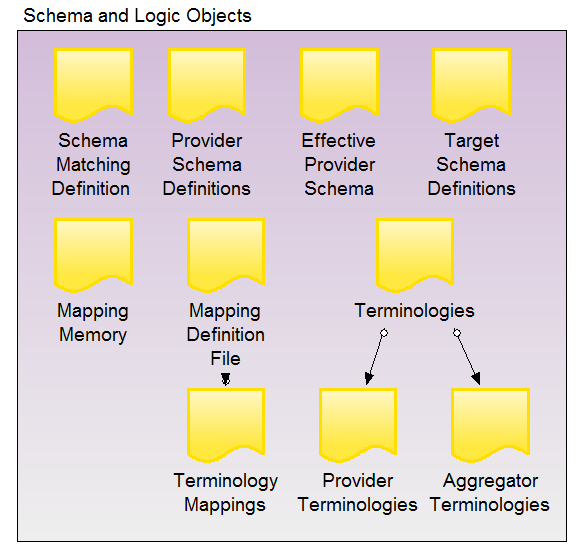 Schema and Logic Objects
Schema
Matching
Definition
Provider
Schema
Definitions
Effective
Provider
Schema
Target
Schema
Definitions
Mapping
Memory
Mapping
Definition
File
Terminologies
Terminology
Mappings
Provider
Terminologies
Aggregator
Terminologies